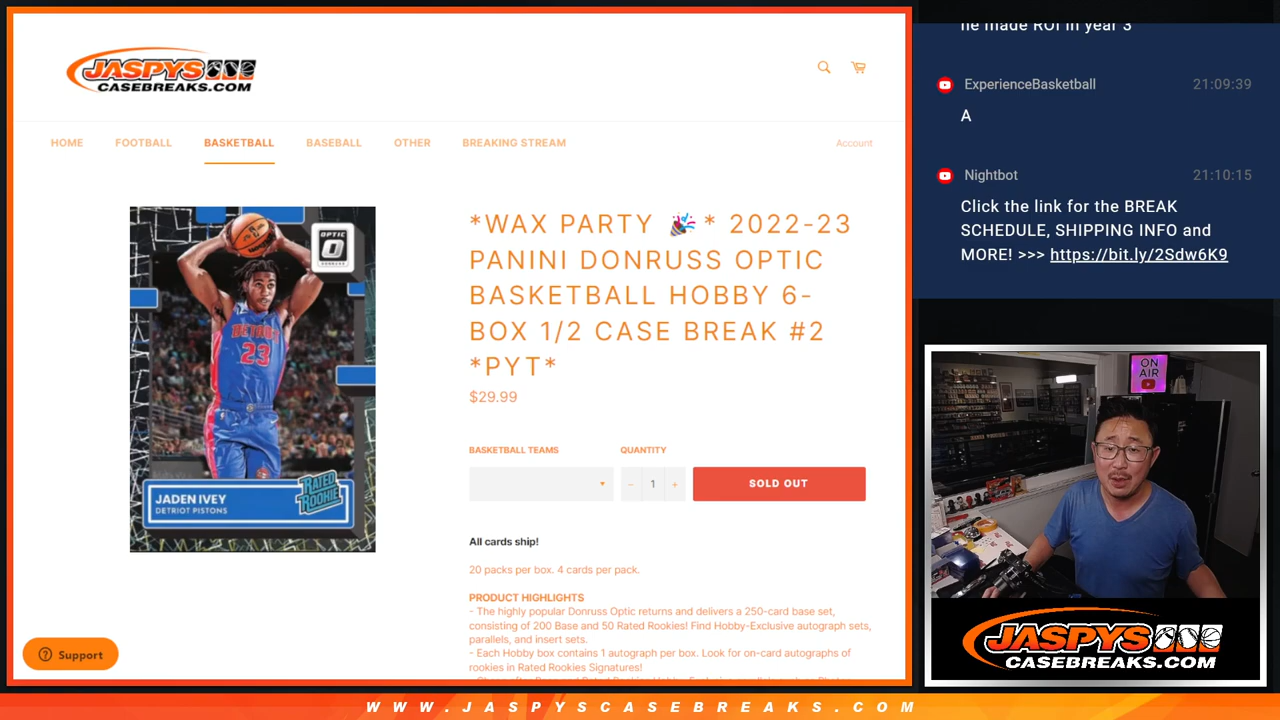 JASPYS
CASEBREAKS.COM
HOME FOOTBALL BASKETBALL BASEBALL OTHER BREAKING STREAM Account
OPTIC
DONRUSS
DETROIT
23
JADEN IVEY
DETROIT PISTONS
RATED
ROOKIE
*WAX PARTY 🎉* 2022-23
PANINI DONRUSS OPTIC
BASKETBALL HOBBY 6-
BOX 1/2 CASE BREAK #2
*PYT*
$29.99
BASKETBALL TEAMS QUANTITY
− 1 + SOLD OUT
All cards ship!
20 packs per box. 4 cards per pack.
PRODUCT HIGHLIGHTS
- The highly popular Donruss Optic returns and delivers a 250-card base set,
consisting of 200 Base and 50 Rated Rookies! Find Hobby-Exclusive autograph sets,
parallels, and insert sets.
- Each Hobby box contains 1 autograph per box. Look for on-card autographs of
rookies in Rated Rookies Signatures!
Support
he made ROI in year 3
ExperienceBasketball 21:09:39
A
Nightbot 21:10:15
Click the link for the BREAK
SCHEDULE, SHIPPING INFO and
MORE! >>> https://bit.ly/2Sdw6K9
ON
AIR
JASPYS
CASEBREAKS.COM
WWW.JASPYSCASEBREAKS.COM